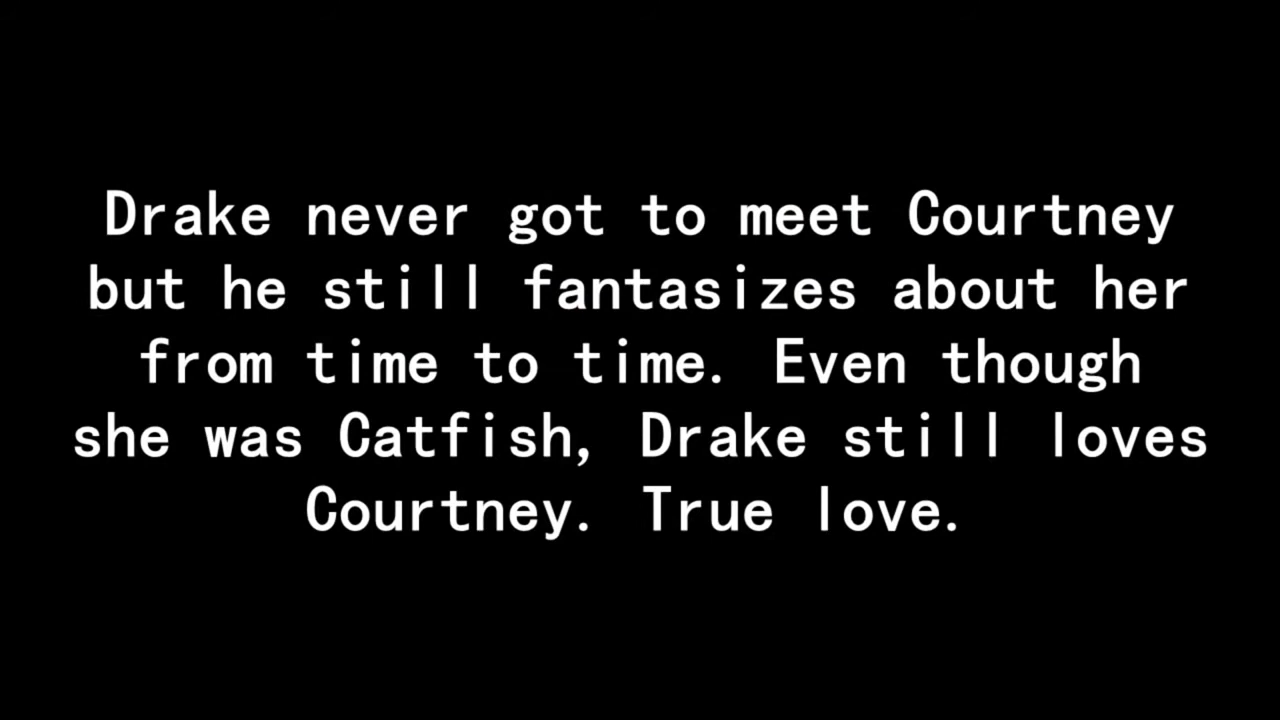 Drake never got to meet Courtney
but he still fantasizes about her
from time to time. Even though
she was Catfish, Drake still loves
Courtney. True love.